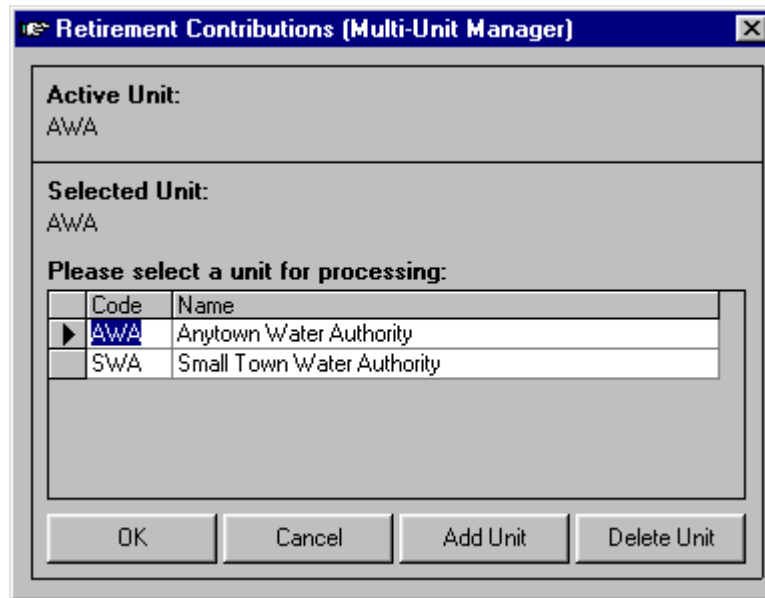 Retirement Contributions (Multi-Unit Manager)
Active Unit:
AWA
Selected Unit:
AWA
Please select a unit for processing:
Code Name
AWA Anytown Water Authority
SWA Small Town Water Authority
OK Cancel Add Unit Delete Unit